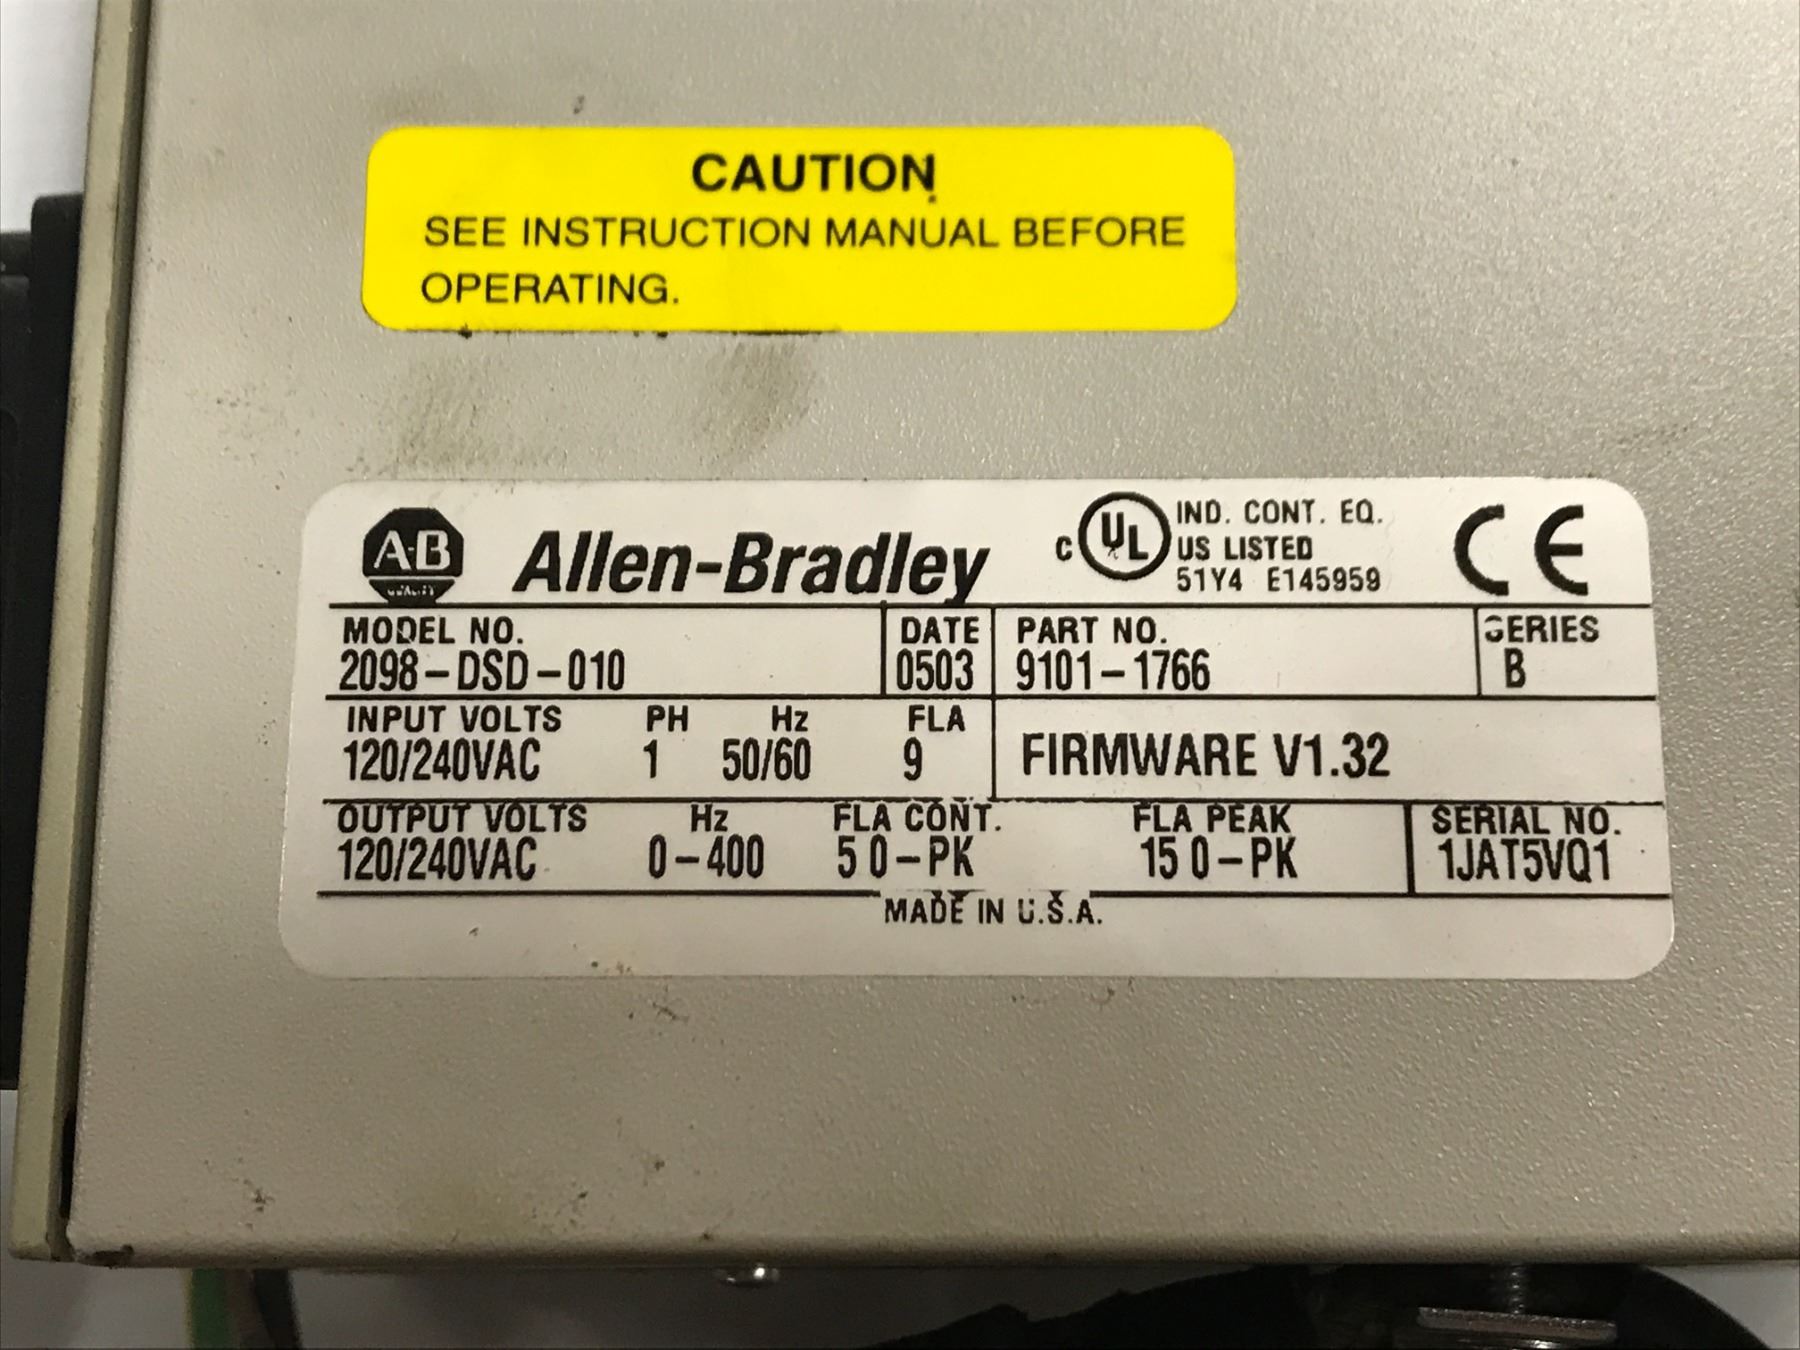 CAUTION
SEE INSTRUCTION MANUAL BEFORE
OPERATING.
A-B
QUALITY
Allen-Bradley
C UL IND. CONT. EQ.
US LISTED
51Y4 E145959
CE
MODEL NO. DATE PART NO. SERIES
2098-DSD-010 0503 9101-1766 B
INPUT VOLTS PH Hz FLA
120/240VAC 1 50/60 9 FIRMWARE V1.32
OUTPUT VOLTS Hz FLA CONT. FLA PEAK SERIAL NO.
120/240VAC 0-400 5 0-PK 15 0-PK 1JAT5VQ1
MADE IN U.S.A.